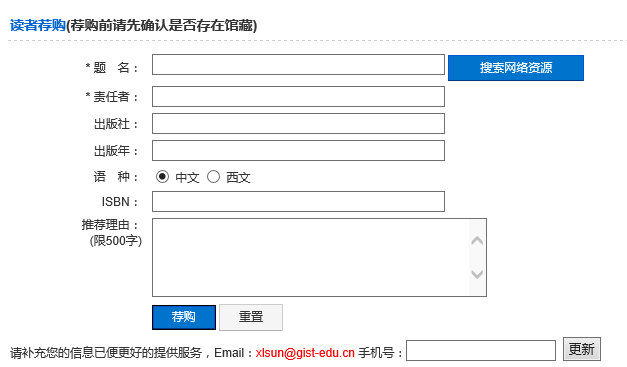 读者荐购(荐购前请先确认是否存在馆藏)
* 题 名： 搜索网络资源
* 责任者：
出版社：
出版年：
语 种： 中文 西文
ISBN：
推荐理由：
(限500字)
荐购 重置
请补充您的信息已便更好的提供服务，Email：xlsun@gist-edu.cn 手机号： 更新